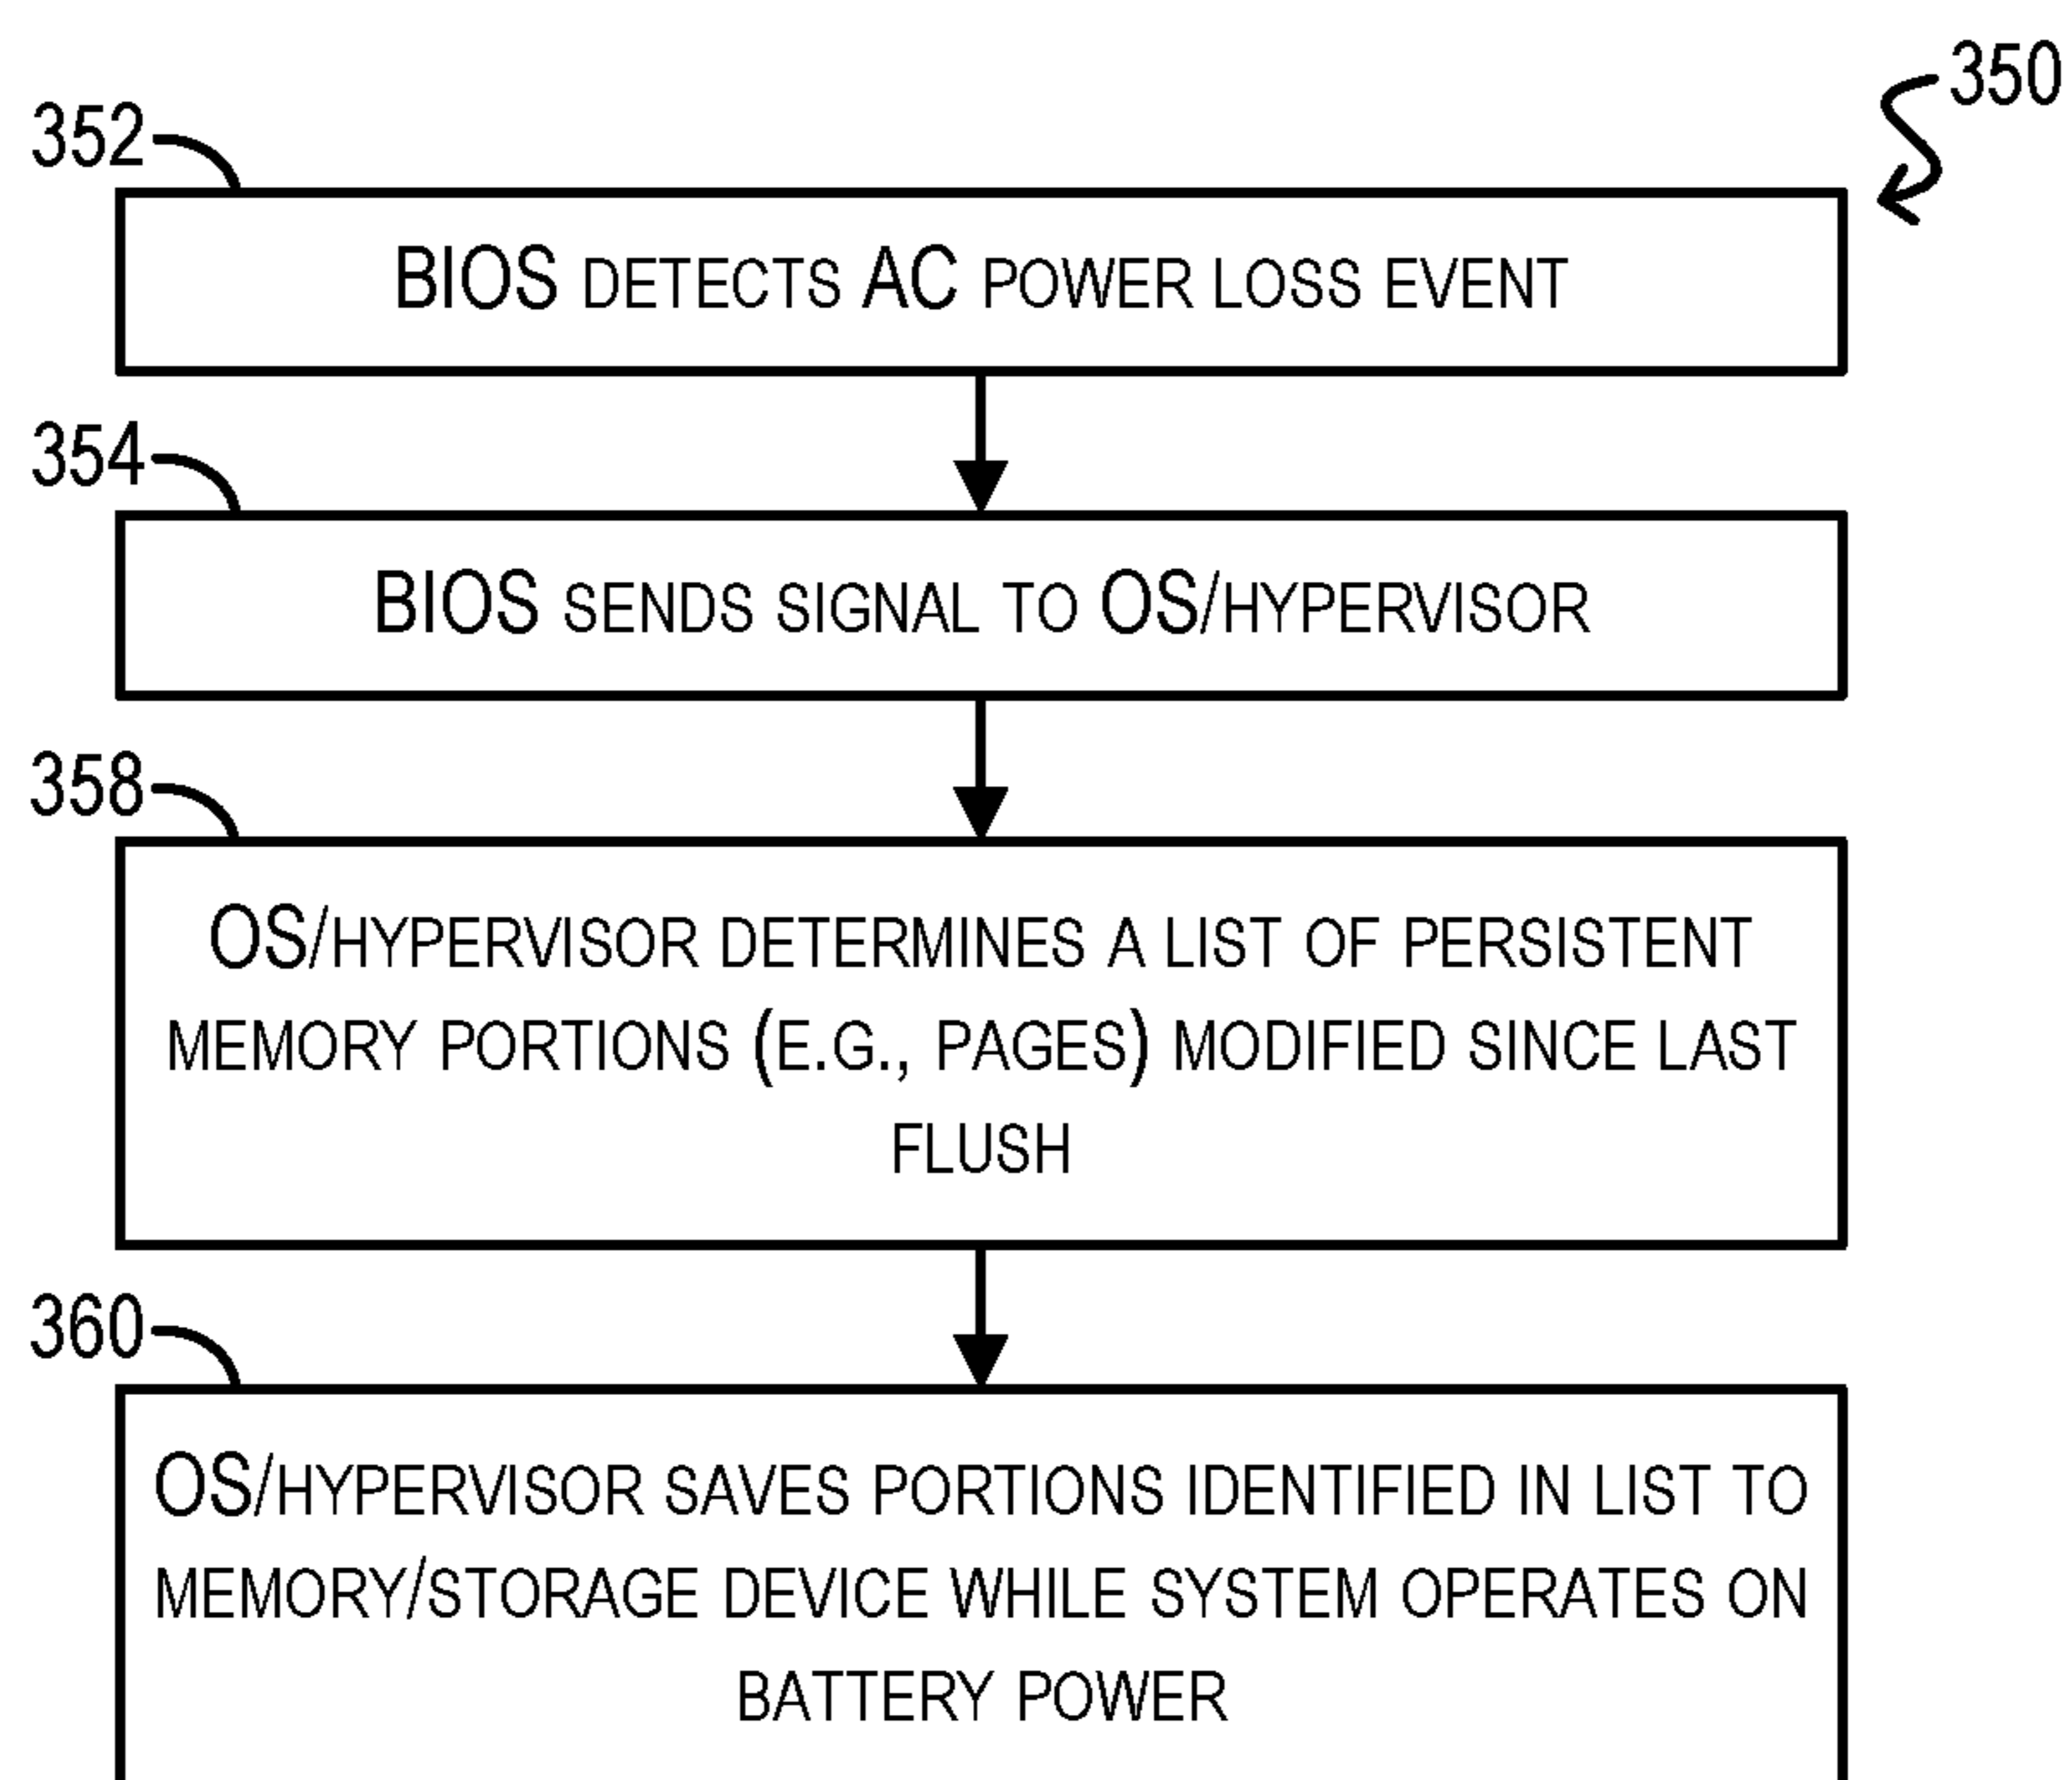 350
352
BIOS DETECTS AC POWER LOSS EVENT
354
BIOS SENDS SIGNAL TO OS/HYPERVISOR
358
OS/HYPERVISOR DETERMINES A LIST OF PERSISTENT
MEMORY PORTIONS (E.G., PAGES) MODIFIED SINCE LAST
FLUSH
360
OS/HYPERVISOR SAVES PORTIONS IDENTIFIED IN LIST TO
MEMORY/STORAGE DEVICE WHILE SYSTEM OPERATES ON
BATTERY POWER